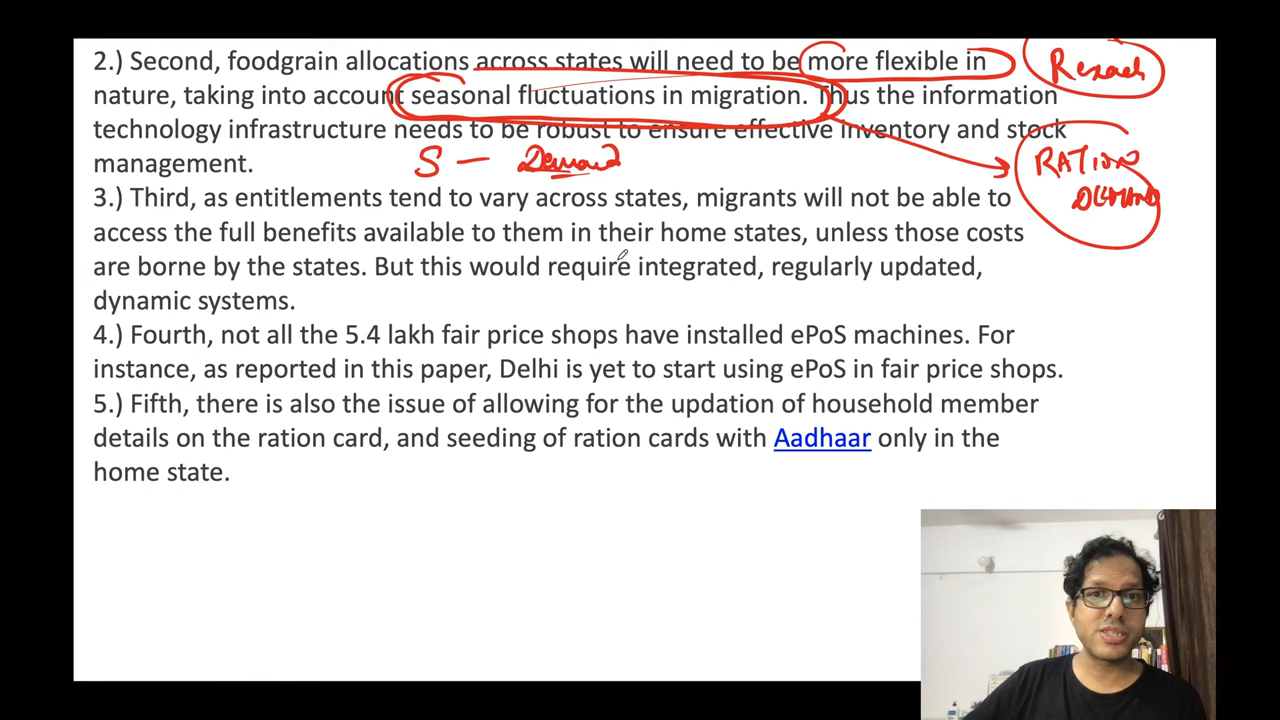 2.) Second, foodgrain allocations across states will need to be more flexible in
nature, taking into account seasonal fluctuations in migration. Thus the information
technology infrastructure needs to be robust to ensure effective inventory and stock
management.
3.) Third, as entitlements tend to vary across states, migrants will not be able to
access the full benefits available to them in their home states, unless those costs
are borne by the states. But this would require integrated, regularly updated,
dynamic systems.
4.) Fourth, not all the 5.4 lakh fair price shops have installed ePoS machines. For
instance, as reported in this paper, Delhi is yet to start using ePoS in fair price shops.
5.) Fifth, there is also the issue of allowing for the updation of household member
details on the ration card, and seeding of ration cards with Aadhaar only in the
home state.
S — Demand
RATION
DEMAND